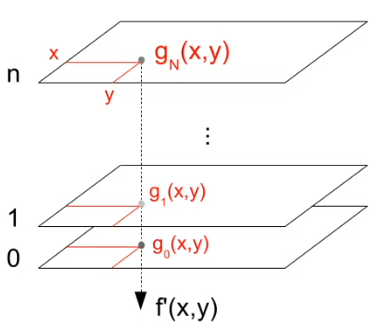 x
g_N(x,y)
n
y
⋮
g_1(x,y)
1
g_0(x,y)
0
f'(x,y)